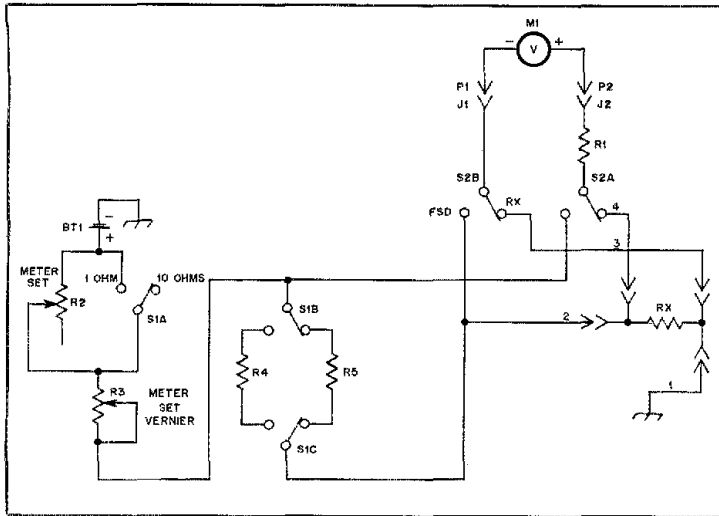 M1
- V +
P1 P2
J1 J2
R1
S2B S2A
FSD RX 4
3
-
BT1
+
METER
SET
1 OHM 10 OHMS
R2 S1A
S1B
2 RX
R4 R5
R3 METER
SET
VERNIER
1
S1C